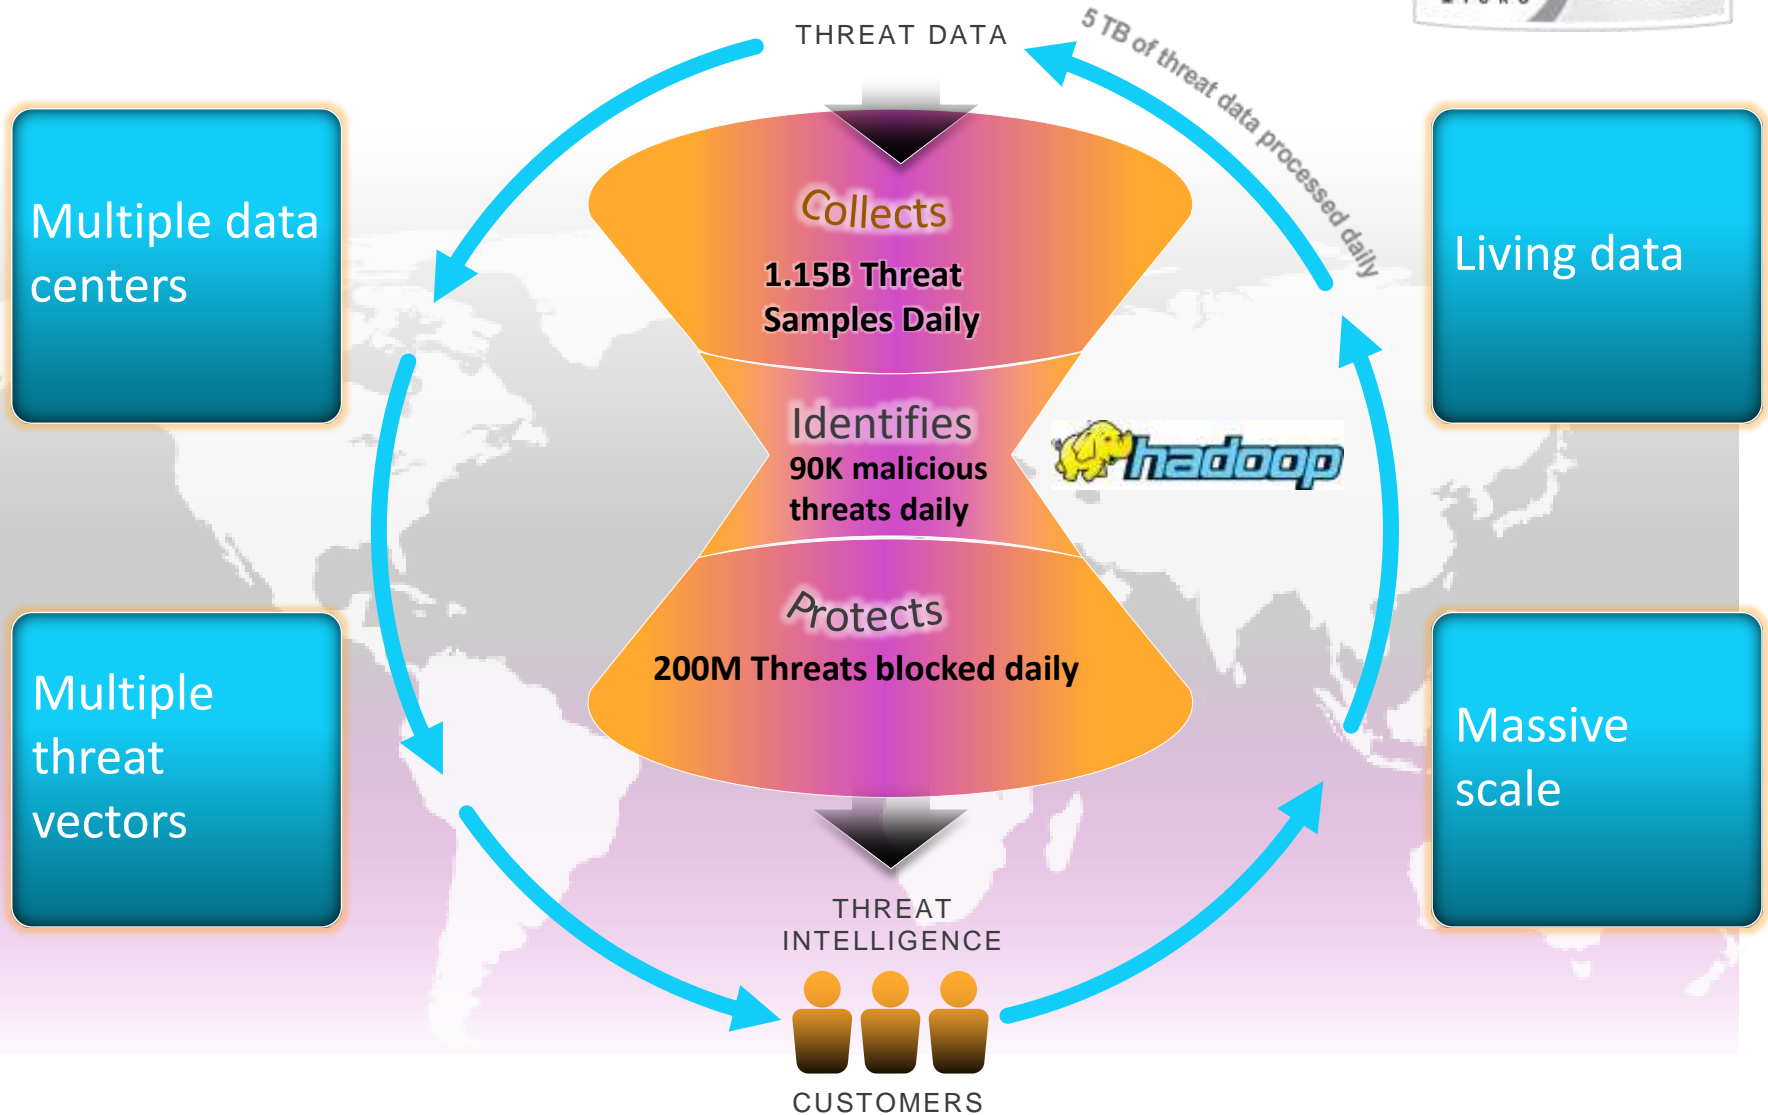 THREAT DATA
5 TB of threat data processed daily
Multiple data
centers
Living data
Collects
1.15B Threat
Samples Daily
Identifies
90K malicious
threats daily
hadoop
Protects
200M Threats blocked daily
Multiple
threat
vectors
Massive
scale
THREAT
INTELLIGENCE
CUSTOMERS